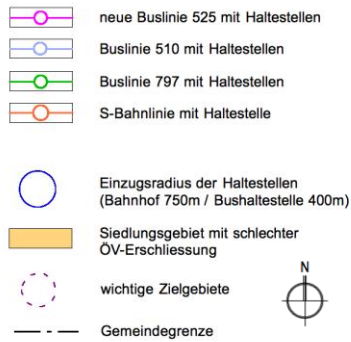 neue Buslinie 525 mit Haltestellen
Buslinie 510 mit Haltestellen
Buslinie 797 mit Haltestellen
S-Bahnlinie mit Haltestelle
Einzugsradius der Haltestellen
(Bahnhof 750m / Bushaltestelle 400m)
Siedlungsgebiet mit schlechter
ÖV-Erschliessung
N
wichtige Zielgebiete
Gemeindegrenze